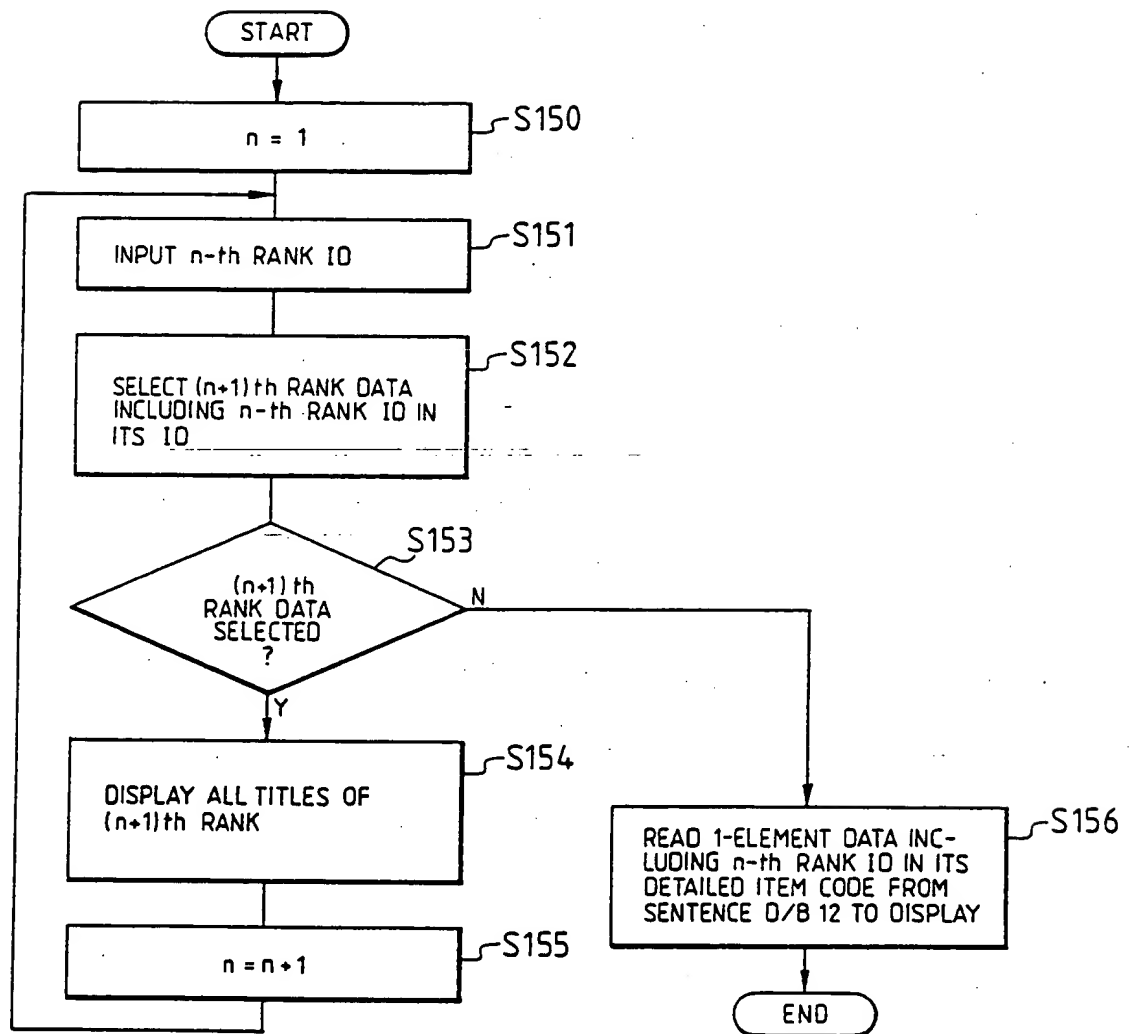 START
n = 1
S150
INPUT n-th RANK ID
S151
SELECT (n+1)th RANK DATA
INCLUDING n-th RANK ID IN
ITS ID
S152
(n+1)th
RANK DATA
SELECTED
?
S153
N
Y
DISPLAY ALL TITLES OF
(n+1)th RANK
S154
READ 1-ELEMENT DATA INC-
LUDING n-th RANK ID IN ITS
DETAILED ITEM CODE FROM
SENTENCE D/B 12 TO DISPLAY
S156
n = n+1
S155
END